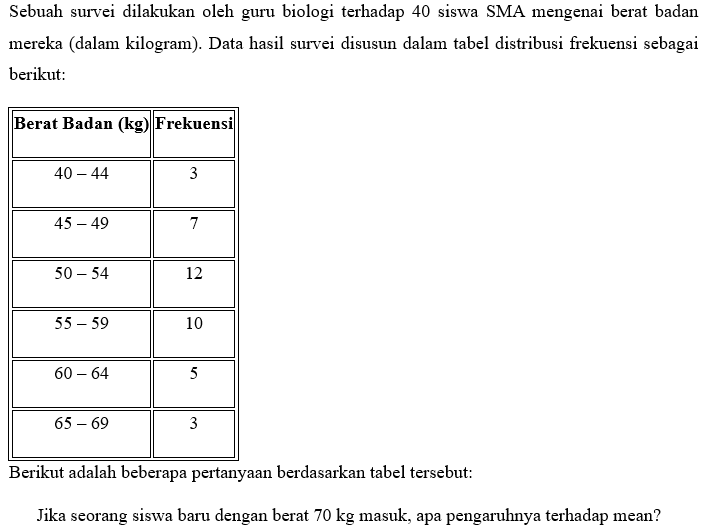 Sebuah survei dilakukan oleh guru biologi terhadap 40 siswa SMA mengenai berat badan
mereka (dalam kilogram). Data hasil survei disusun dalam tabel distribusi frekuensi sebagai
berikut:
Berat Badan (kg) Frekuensi
40 – 44 3
45 – 49 7
50 – 54 12
55 – 59 10
60 – 64 5
65 – 69 3
Berikut adalah beberapa pertanyaan berdasarkan tabel tersebut:
Jika seorang siswa baru dengan berat 70 kg masuk, apa pengaruhnya terhadap mean?